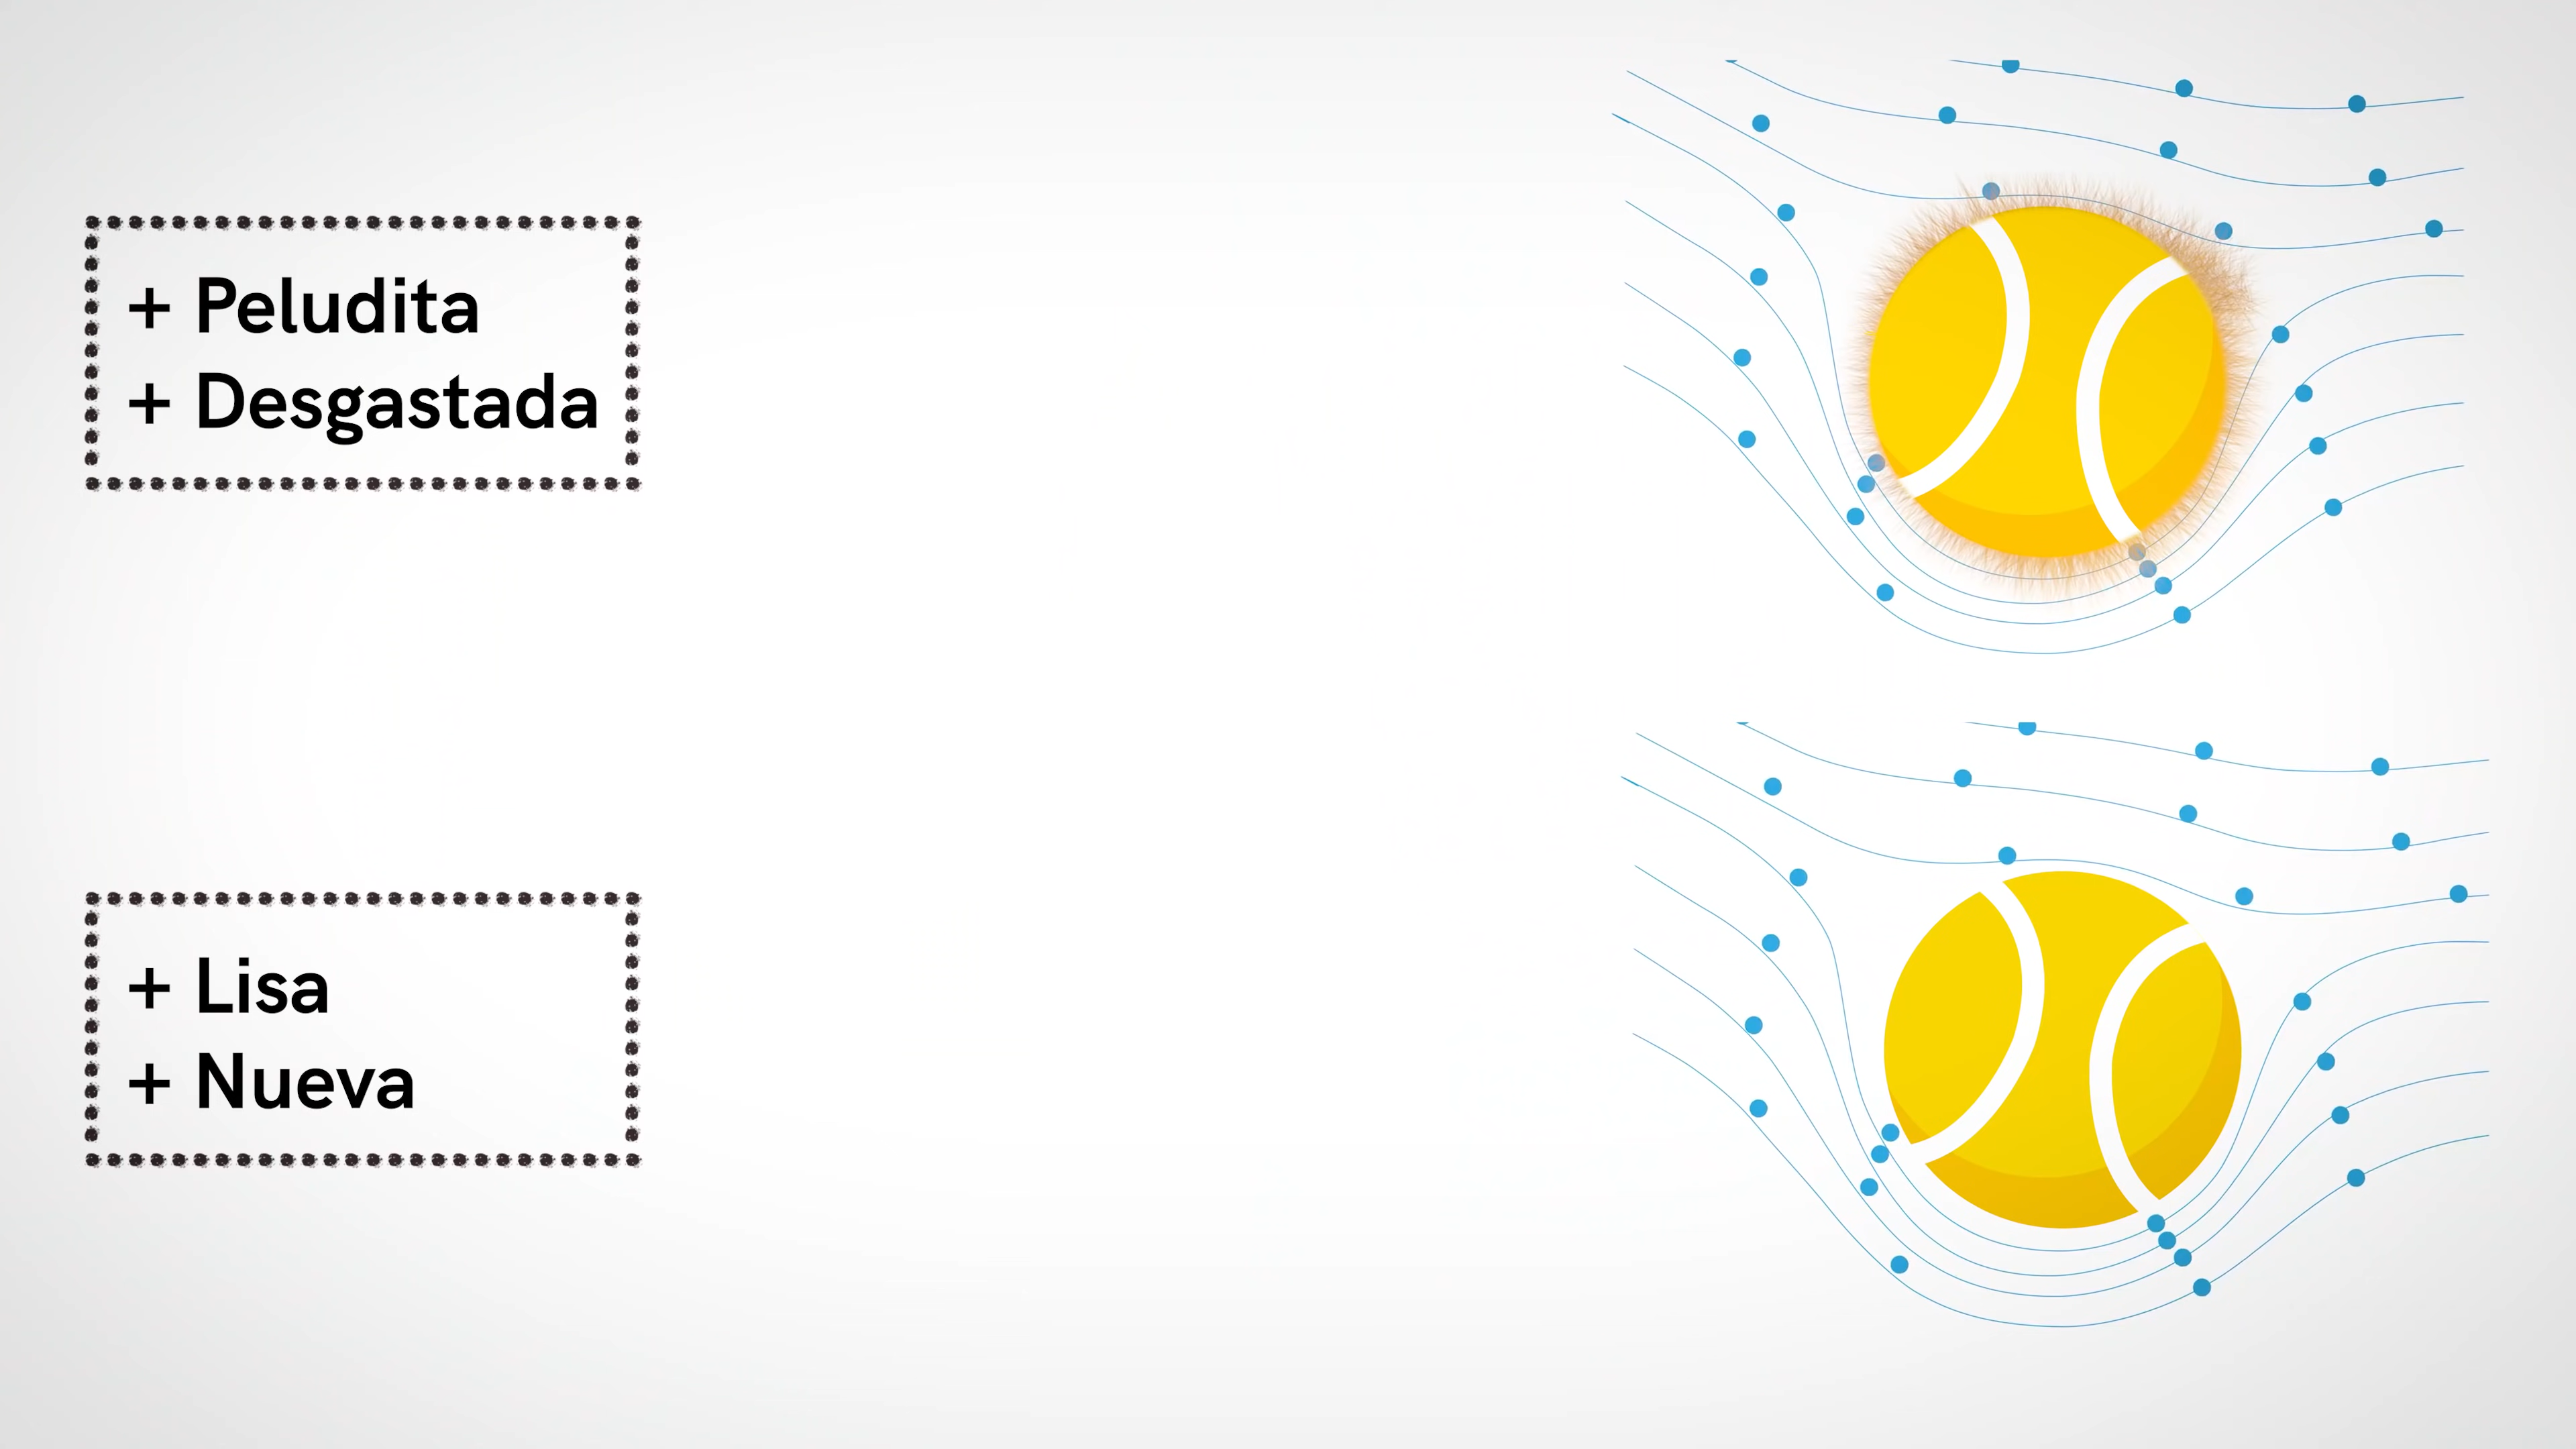 + Peludita
+ Desgastada
+ Lisa
+ Nueva